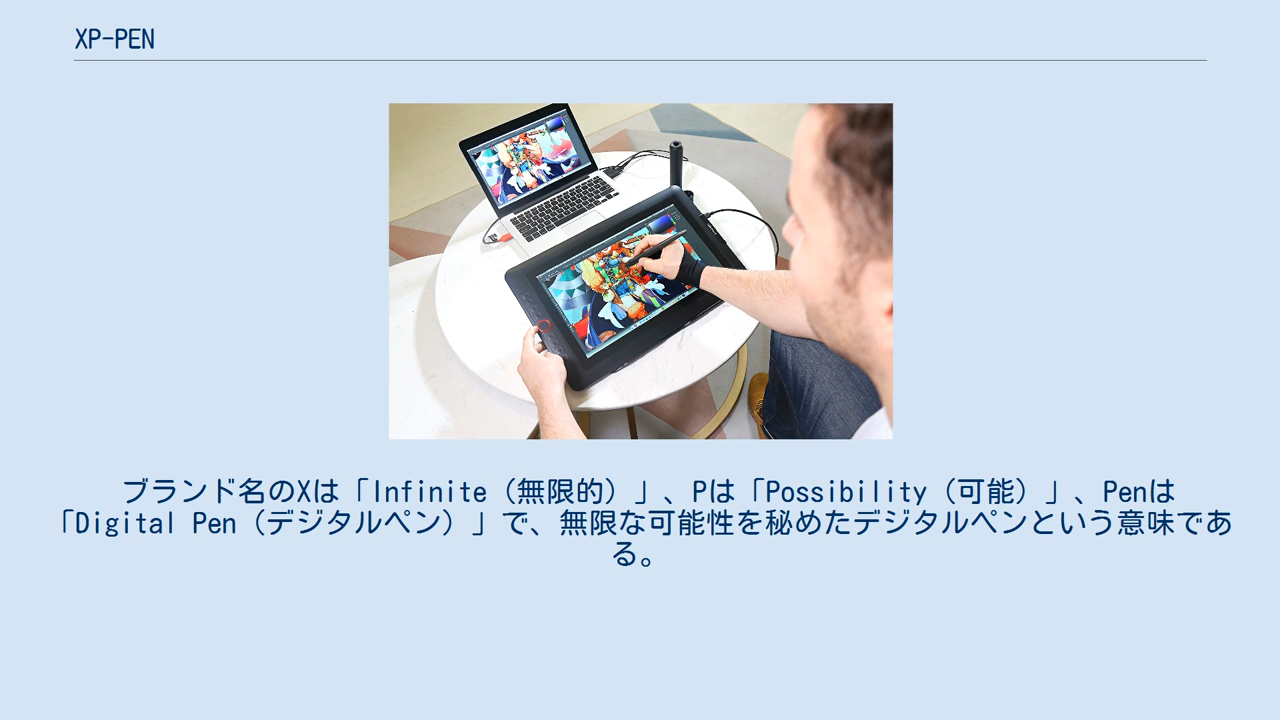 XP-PEN
ブランド名のXは「Infinite（無限的）」、Pは「Possibility（可能）」、Penは
「Digital Pen（デジタルペン）」で、無限な可能性を秘めたデジタルペンという意味であ
る。